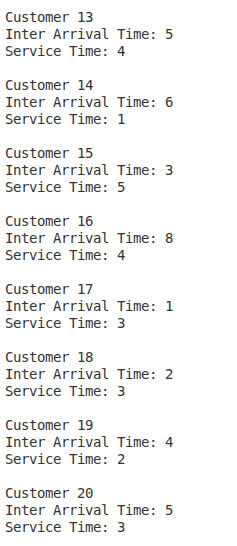 Customer 13
Inter Arrival Time: 5
Service Time: 4
Customer 14
Inter Arrival Time: 6
Service Time: 1
Customer 15
Inter Arrival Time: 3
Service Time: 5
Customer 16
Inter Arrival Time: 8
Service Time: 4
Customer 17
Inter Arrival Time: 1
Service Time: 3
Customer 18
Inter Arrival Time: 2
Service Time: 3
Customer 19
Inter Arrival Time: 4
Service Time: 2
Customer 20
Inter Arrival Time: 5
Service Time: 3